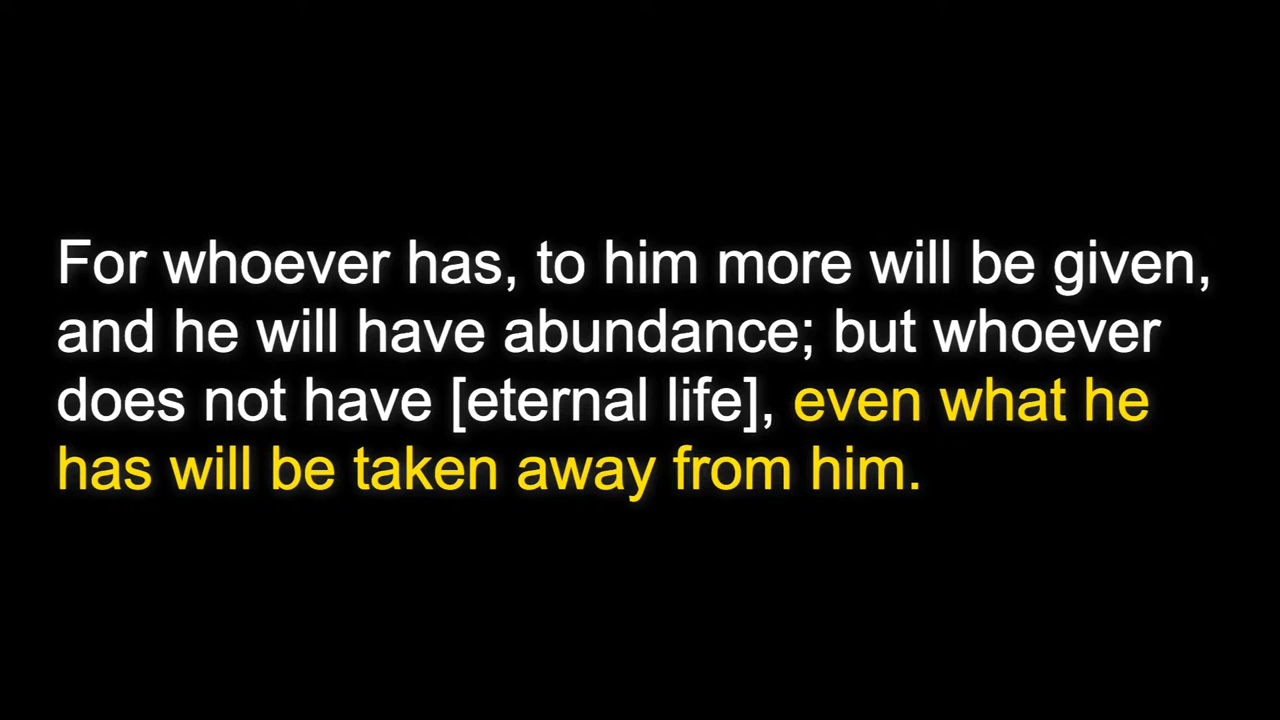 For whoever has, to him more will be given,
and he will have abundance; but whoever
does not have [eternal life], even what he
has will be taken away from him.